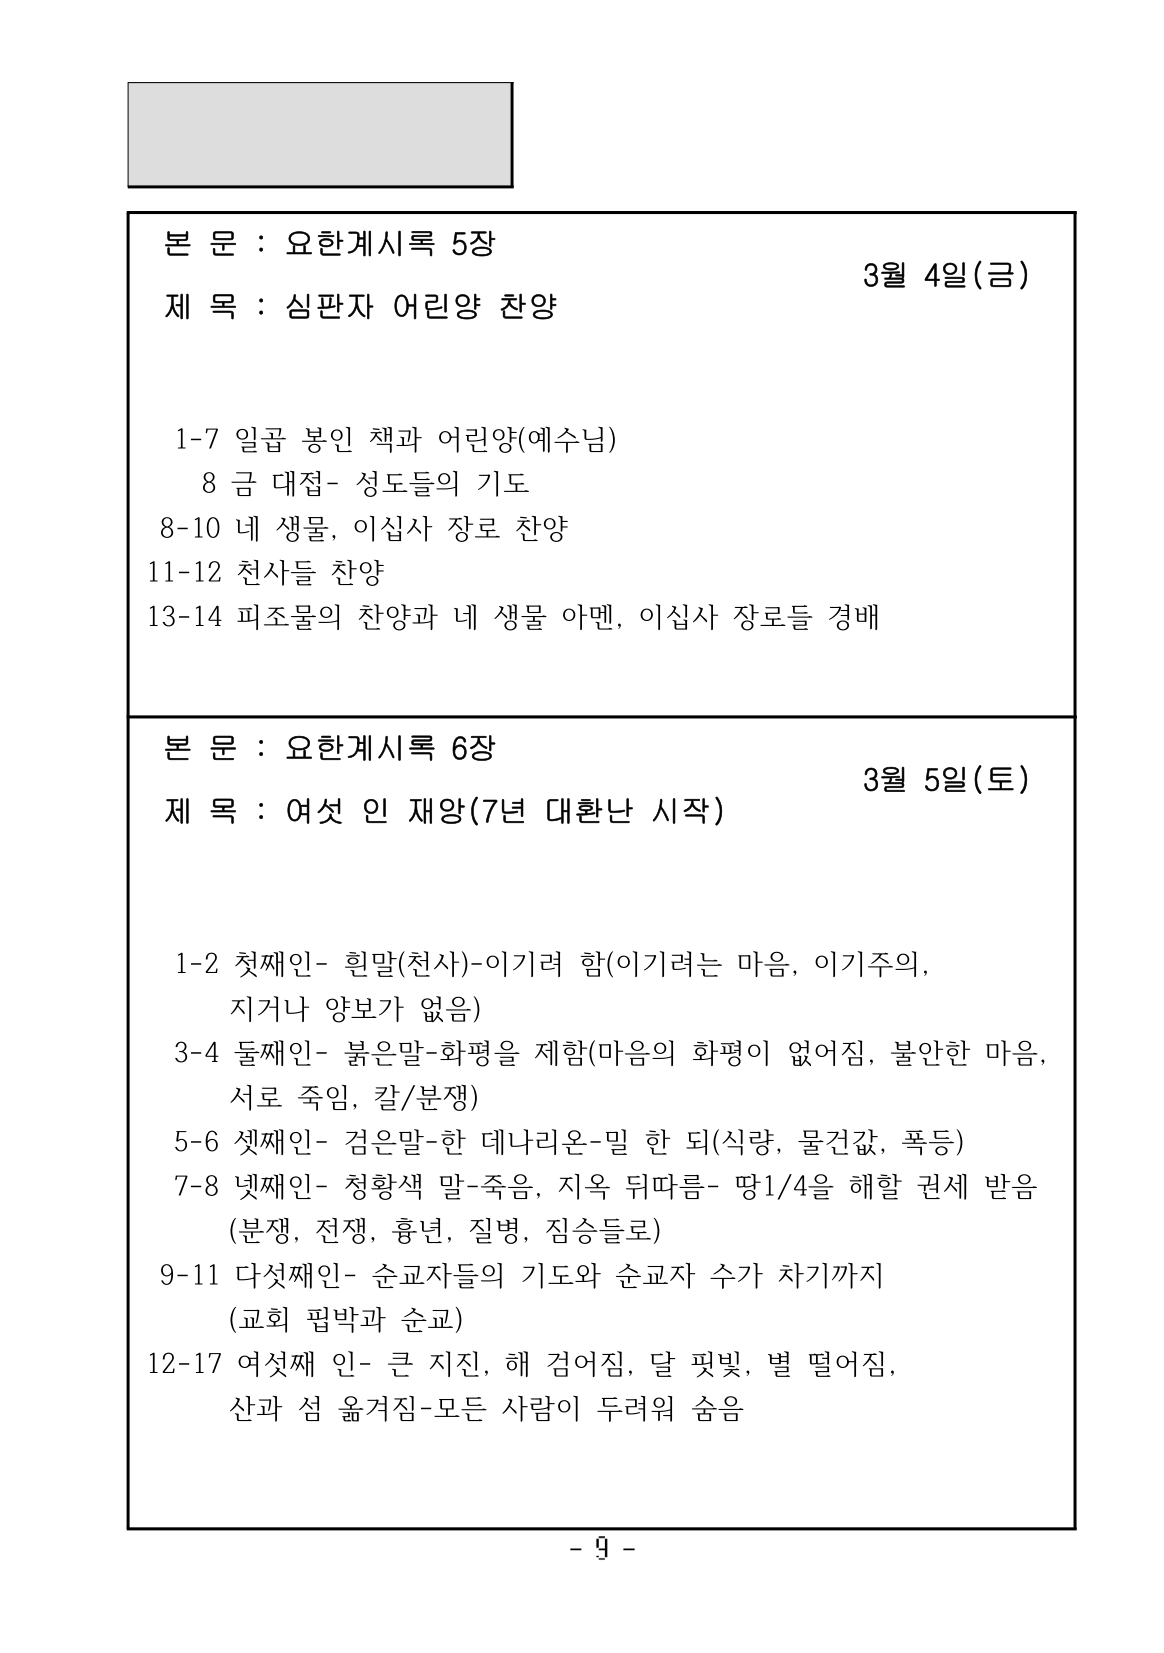 본 문 : 요한계시록 5장
3월 4일(금)
제 목 : 심판자 어린양 찬양
1-7 일곱 봉인 책과 어린양(예수님)
8 금 대접- 성도들의 기도
8-10 네 생물, 이십사 장로 찬양
11-12 천사들 찬양
13-14 피조물의 찬양과 네 생물 아멘, 이십사 장로들 경배
본 문 : 요한계시록 6장
3월 5일(토)
제 목 : 여섯 인 재앙(7년 대환난 시작)
1-2 첫째인- 흰말(천사)-이기려 함(이기려는 마음, 이기주의,
지거나 양보가 없음)
3-4 둘째인- 붉은말-화평을 제함(마음의 화평이 없어짐, 불안한 마음,
서로 죽임, 칼/분쟁)
5-6 셋째인- 검은말-한 데나리온-밀 한 되(식량, 물건값, 폭등)
7-8 넷째인- 청황색 말-죽음, 지옥 뒤따름- 땅1/4을 해할 권세 받음
(분쟁, 전쟁, 흉년, 질병, 짐승들로)
9-11 다섯째인- 순교자들의 기도와 순교자 수가 차기까지
(교회 핍박과 순교)
12-17 여섯째 인- 큰 지진, 해 검어짐, 달 핏빛, 별 떨어짐,
산과 섬 옮겨짐-모든 사람이 두려워 숨음
- 9 -